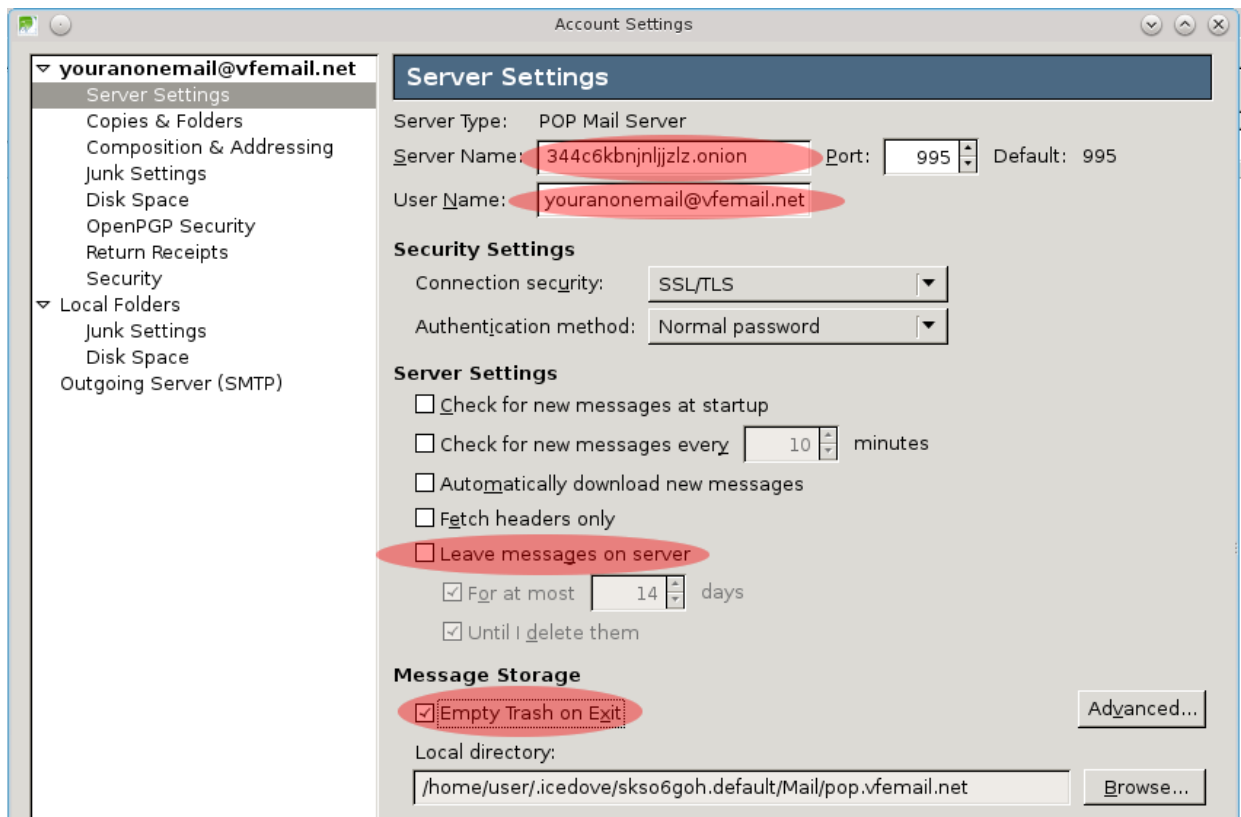 Account Settings
youranonemail@vfemail.net
Server Settings
Copies & Folders
Composition & Addressing
Junk Settings
Disk Space
OpenPGP Security
Return Receipts
Security
Local Folders
Junk Settings
Disk Space
Outgoing Server (SMTP)
Server Settings
Server Type: POP Mail Server
Server Name: 344c6kbnjnljjzlz.onion Port: 995 Default: 995
User Name: youranonemail@vfemail.net
Security Settings
Connection security: SSL/TLS
Authentication method: Normal password
Server Settings
Check for new messages at startup
Check for new messages every 10 minutes
Automatically download new messages
Fetch headers only
Leave messages on server
For at most 14 days
Until I delete them
Message Storage
Empty Trash on Exit
Advanced...
Local directory:
/home/user/.icedove/skso6goh.default/Mail/pop.vfemail.net Browse...